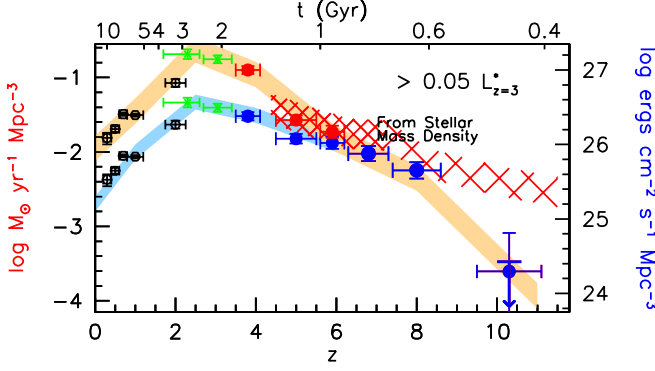 t (Gyr)
10 54 3 2 1 0.6 0.4
> 0.05 L*z=3
From Stellar
Mass Density
log M⊙ yr⁻¹ Mpc⁻³
−1
−2
−3
−4
log ergs cm⁻² s⁻¹ Mpc⁻³
27
26
25
24
0 2 4 6 8 10
z